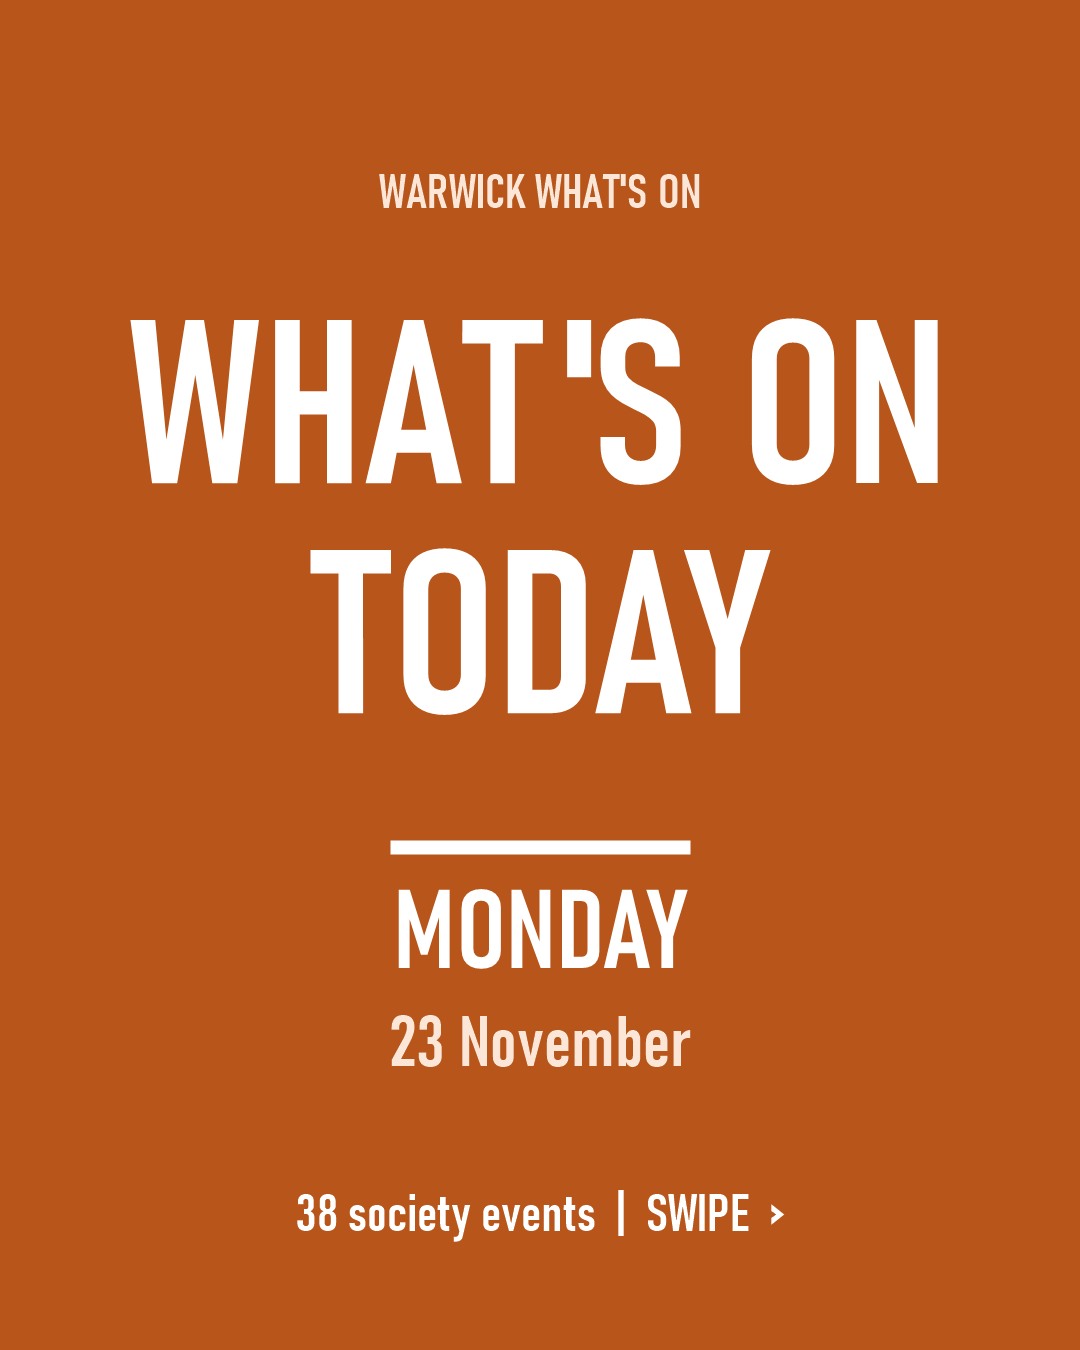 WARWICK WHAT'S ON
WHAT'S ON
TODAY
MONDAY
23 November
38 society events | SWIPE >